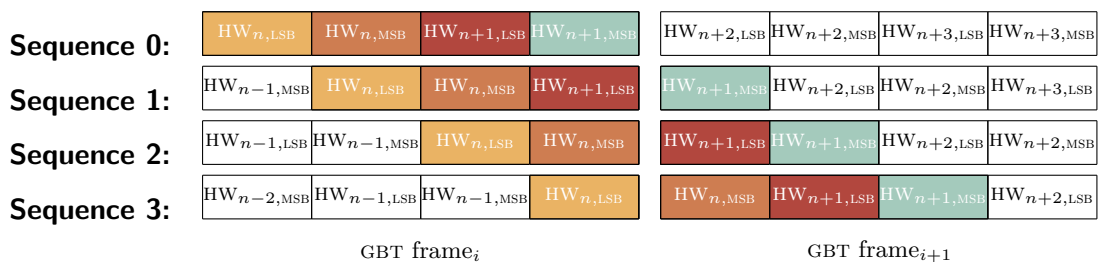 Sequence 0: HWn,LSB HWn,MSB HWn+1,LSB HWn+1,MSB HWn+2,LSB HWn+2,MSB HWn+3,LSB HWn+3,MSB
Sequence 1: HWn−1,MSB HWn,LSB HWn,MSB HWn+1,LSB HWn+1,MSB HWn+2,LSB HWn+2,MSB HWn+3,LSB
Sequence 2: HWn−1,LSB HWn−1,MSB HWn,LSB HWn,MSB HWn+1,LSB HWn+1,MSB HWn+2,LSB HWn+2,MSB
Sequence 3: HWn−2,MSB HWn−1,LSB HWn−1,MSB HWn,LSB HWn,MSB HWn+1,LSB HWn+1,MSB HWn+2,LSB
GBT framei GBT framei+1